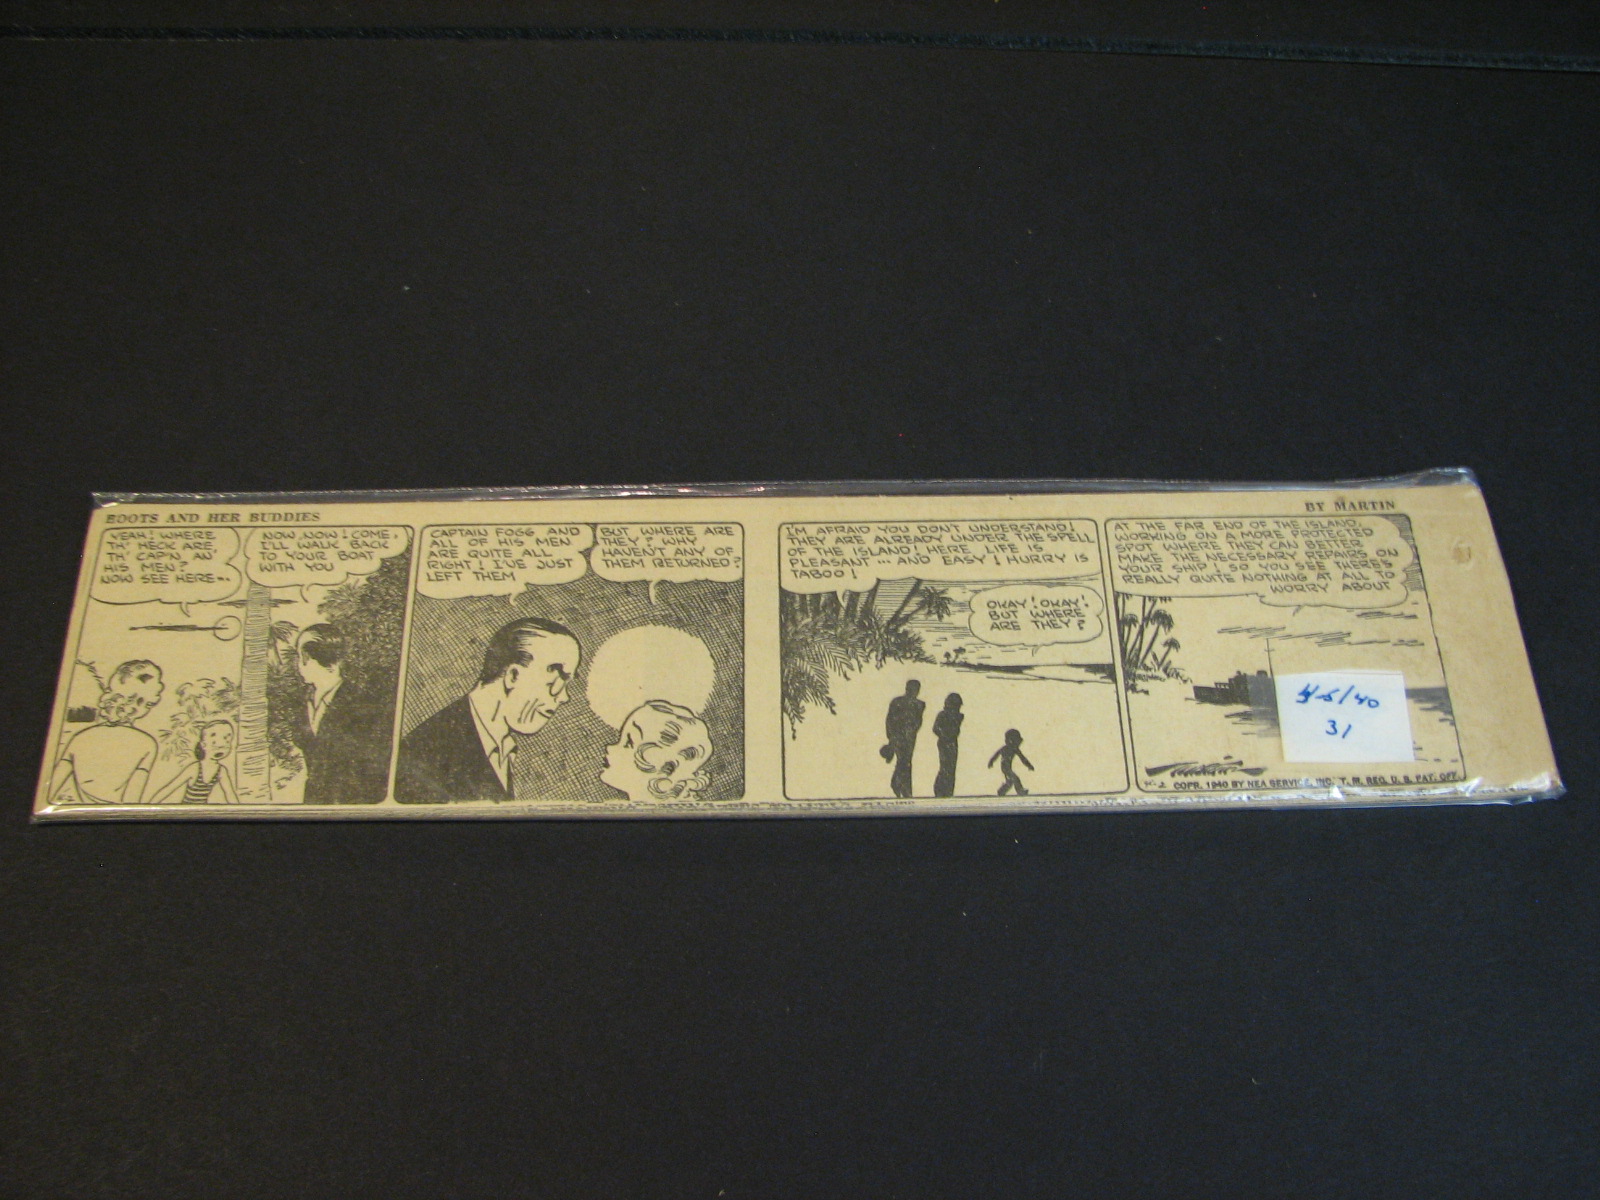 BOOTS AND HER BUDDIES
BY MARTIN
YEAH! WHERE
TH' HECK ARE
TH' CAP'N AN'
HIS MEN?
NOW SEE HERE--
NOW, NOW! COME,
I'LL WALK BACK
TO YOUR BOAT
WITH YOU
CAPTAIN FOGG AND
ALL OF HIS MEN
ARE QUITE ALL
RIGHT! I'VE JUST
LEFT THEM
BUT WHERE ARE
THEY? WHY
HAVEN'T ANY OF
THEM RETURNED?
I'M AFRAID YOU DON'T UNDERSTAND!
THEY ARE ALREADY UNDER THE SPELL
OF THE ISLAND! HERE, LIFE IS
PLEASANT ... AND EASY! HURRY IS
TABOO!
OKAY! OKAY!
BUT WHERE
ARE THEY?
AT THE FAR END OF THE ISLAND,
WORKING ON A MORE PROTECTED
SPOT WHERE THEY CAN BETTER
MAKE THE NECESSARY REPAIRS ON
YOUR SHIP! SO YOU SEE THERE'S
REALLY QUITE NOTHING AT ALL TO
WORRY ABOUT
31
COPR. 1940 BY NEA SERVICE, INC. T. M. REG. U. S. PAT. OFF.